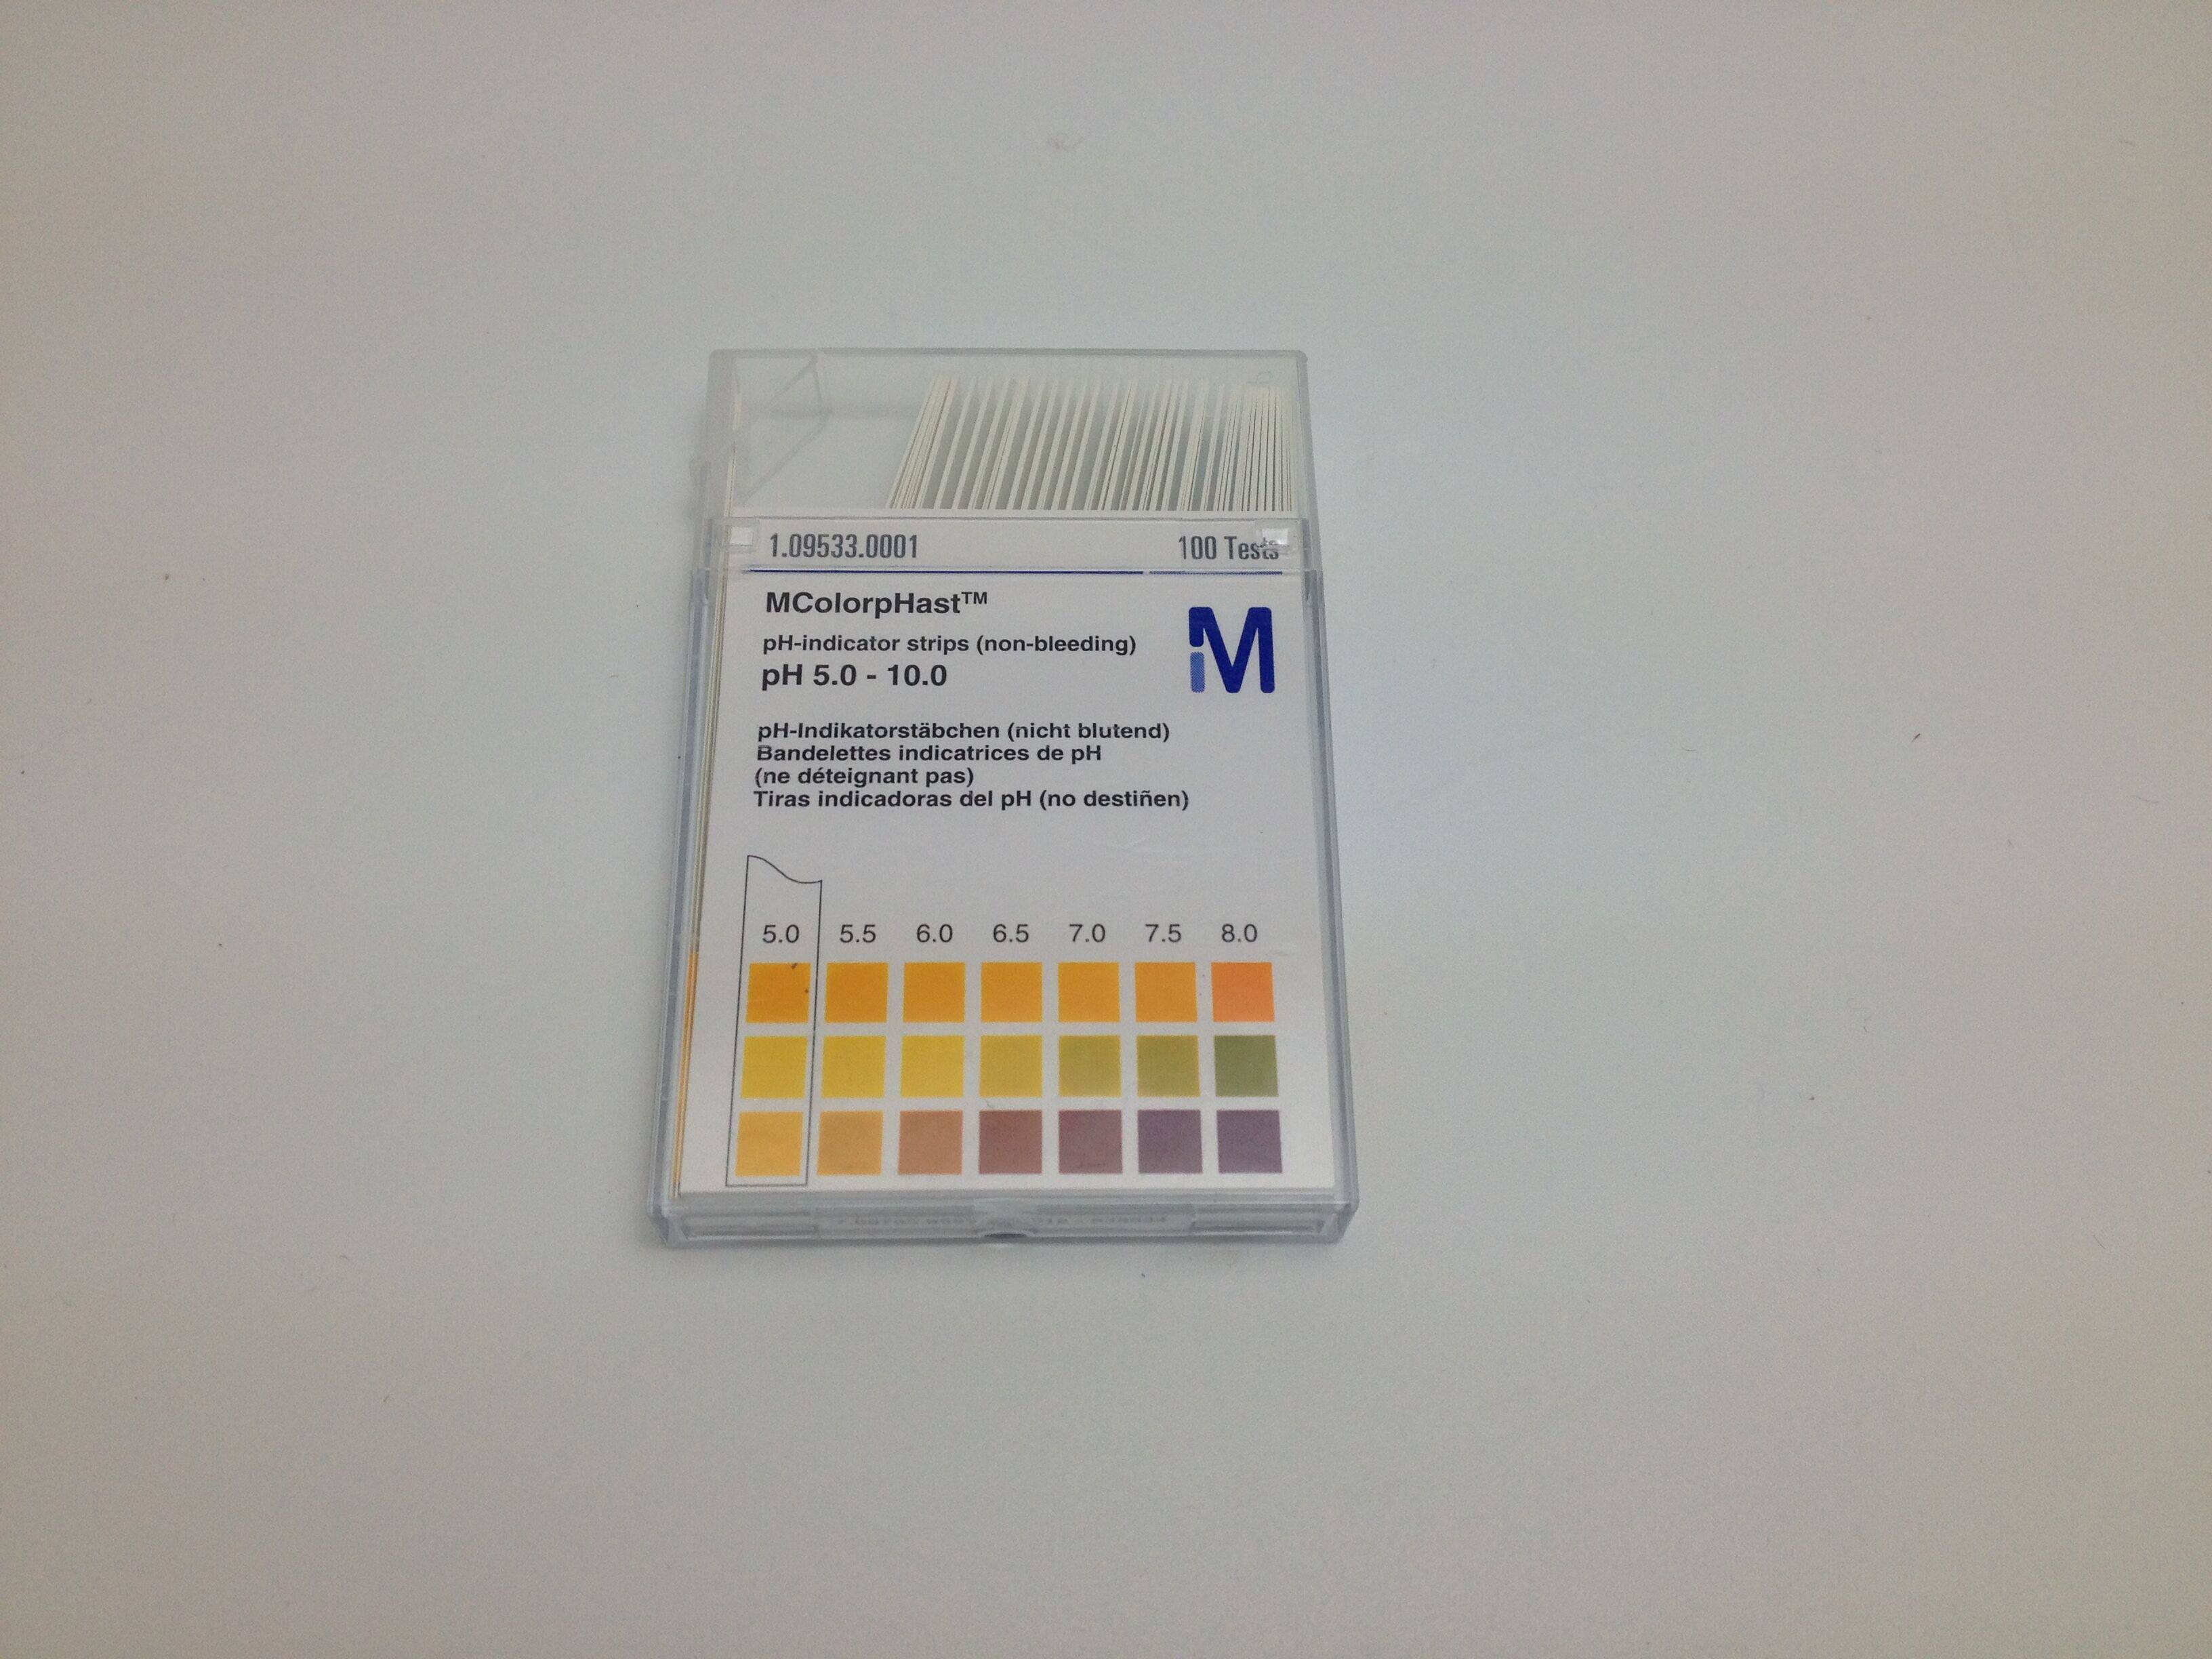 1.09533.0001 100 Tests
MColorpHast™
pH-indicator strips (non-bleeding)
pH 5.0 - 10.0
M
pH-Indikatorstäbchen (nicht blutend)
Bandelettes indicatrices de pH
(ne déteignant pas)
Tiras indicadoras del pH (no destiñen)
5.0 5.5 6.0 6.5 7.0 7.5 8.0